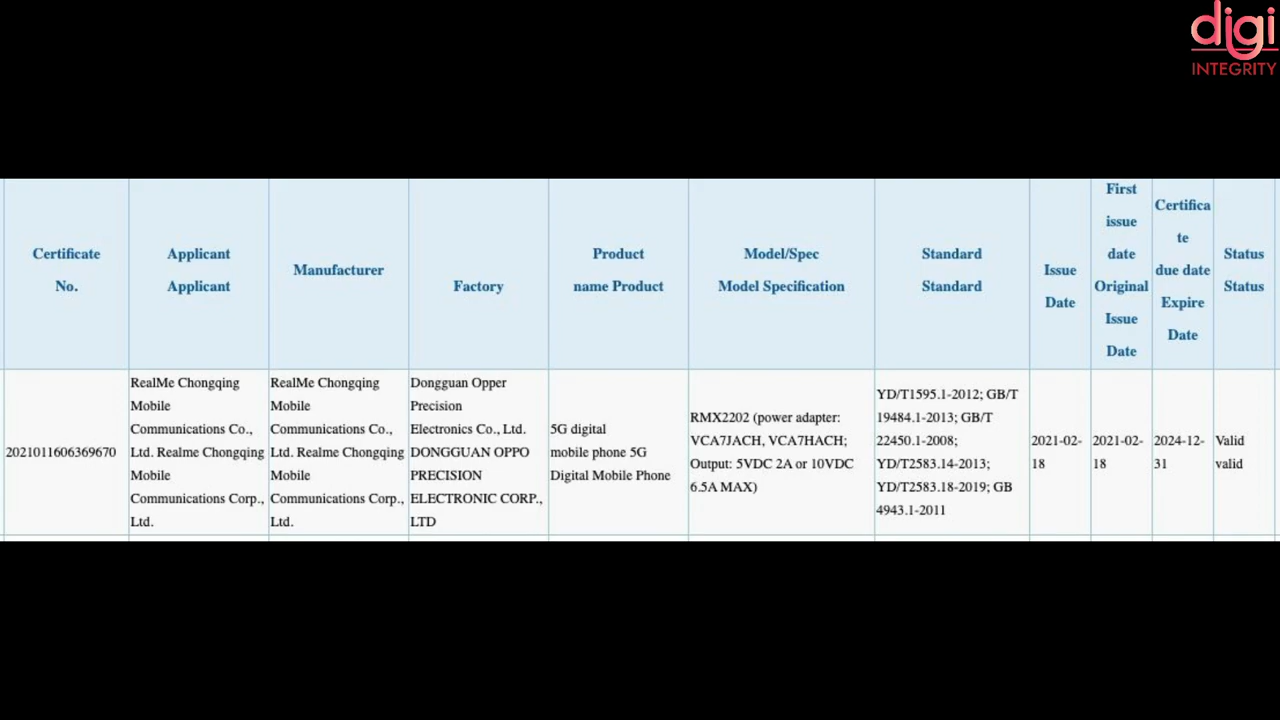 digi
INTEGRITY
Certificate
No.
Applicant
Applicant
Manufacturer
Factory
Product
name Product
Model/Spec
Model Specification
Standard
Standard
Issue
Date
First
issue
date
Original
Issue
Date
Certifica
te
due date
Expire
Date
Status
Status
2021011606369670
RealMe Chongqing
Mobile
Communications Co.,
Ltd. Realme Chongqing
Mobile
Communications Corp.,
Ltd.
RealMe Chongqing
Mobile
Communications Co.,
Ltd. Realme Chongqing
Mobile
Communications Corp.,
Ltd.
Dongguan Opper
Precision
Electronics Co., Ltd.
DONGGUAN OPPO
PRECISION
ELECTRONIC CORP.,
LTD
5G digital
mobile phone 5G
Digital Mobile Phone
RMX2202 (power adapter:
VCA7JACH, VCA7HACH;
Output: 5VDC 2A or 10VDC
6.5A MAX)
YD/T1595.1-2012; GB/T
19484.1-2013; GB/T
22450.1-2008;
YD/T2583.14-2013;
YD/T2583.18-2019; GB
4943.1-2011
2021-02-
18
2021-02-
18
2024-12-
31
Valid
valid